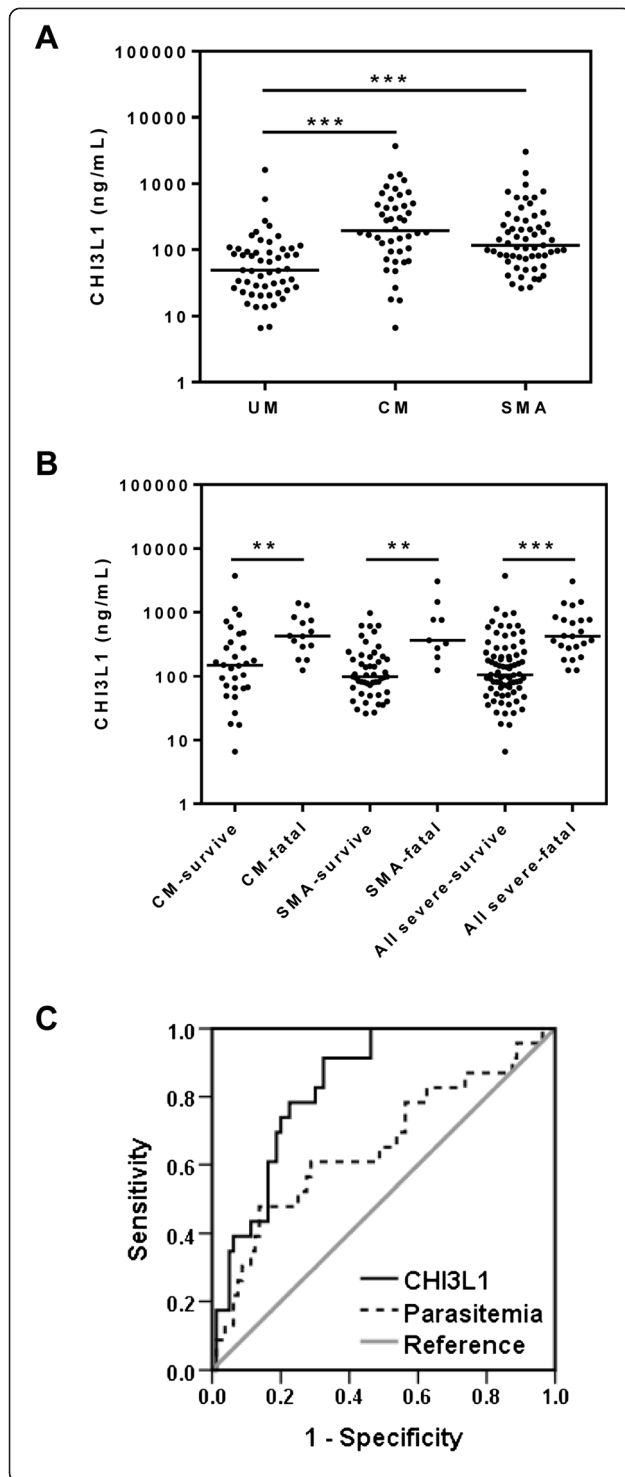 A
CHI3L1 (ng/mL)
100000
10000
1000
100
10
1
***
***
UM
CM
SMA
B
CHI3L1 (ng/mL)
100000
10000
1000
100
10
1
**
**
***
CM-survive
CM-fatal
SMA-survive
SMA-fatal
All severe-survive
All severe-fatal
C
Sensitivity
1.0
0.8
0.6
0.4
0.2
0.0
CHI3L1
Parasitemia
Reference
0.0
0.2
0.4
0.6
0.8
1.0
1 - Specificity